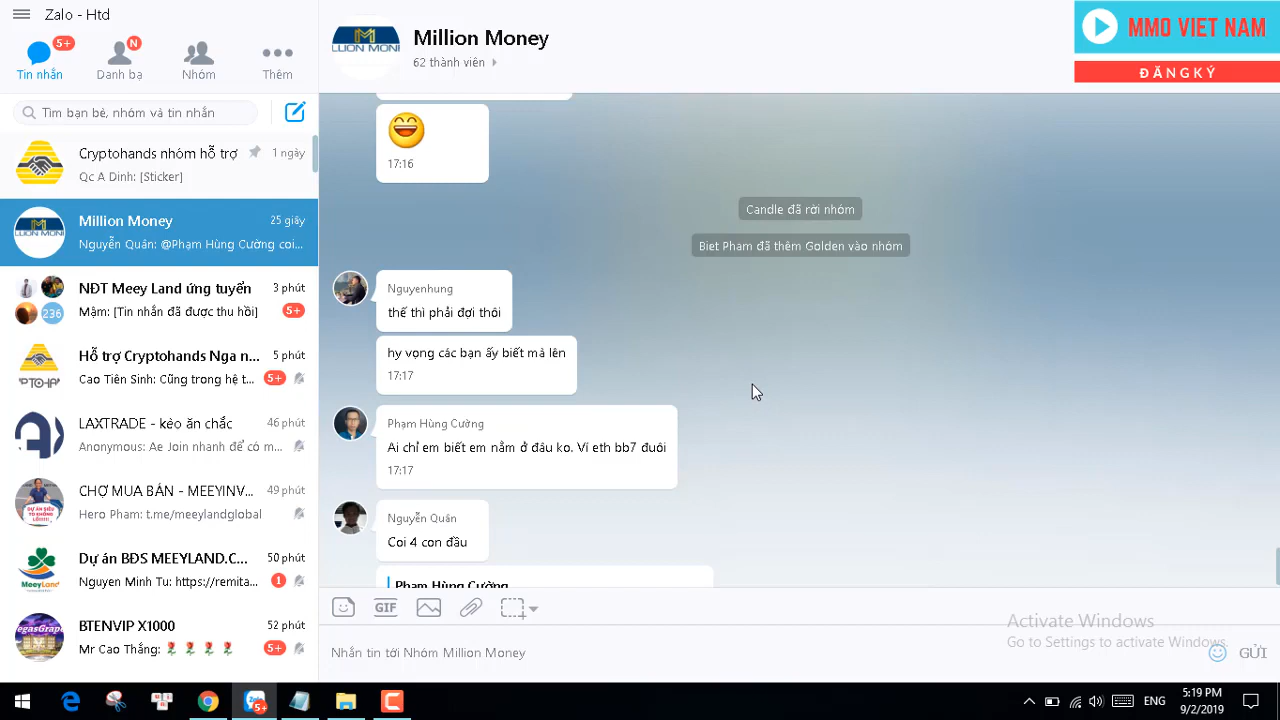 Zalo - Htd
5+
N
Tin nhắn
Danh bạ
Nhóm
Thêm
Tìm bạn bè, nhóm và tin nhắn
Cryptohands nhóm hỗ trợ
1 ngày
Qc A Dinh: [Sticker]
LLION MONI
Million Money
25 giây
Nguyễn Quân: @Phạm Hùng Cường coi...
NĐT Meey Land ứng tuyển
3 phút
236
Mậm: [Tin nhắn đã được thu hồi]
5+
Hỗ trợ Cryptohands Nga n...
5 phút
Cao Tiên Sinh: Cũng trong hệ t...
5+
LAXTRADE - kèo ăn chắc
46 phút
Anonymous: Ae Join nhanh để có m...
CHỢ MUA BÁN - MEEYINV...
49 phút
Hero Pham: t.me/meeylandglobal
Dự án BĐS MEEYLAND.C...
50 phút
MeeyLand
Nguyen Minh Tu: https://remita...
1
BTENVIP X1000
52 phút
Mr Cao Thắng: 🌹 🌹 🌹 🌹
5+
LLION MONI
Million Money
62 thành viên
MMO VIET NAM
ĐĂNG KÝ
17:16
Candle đã rời nhóm
Biet Pham đã thêm Golden vào nhóm
Nguyenhung
thế thì phải đợi thôi
hy vọng các bạn ấy biết mà lên
17:17
Phạm Hùng Cường
Ai chỉ em biết em nằm ở đâu ko. Ví eth bb7 đuôi
17:17
Nguyễn Quân
Coi 4 con đầu
Phạm Hùng Cường
GIF
Activate Windows
Go to Settings to activate Windows.
Nhắn tin tới Nhóm Million Money
GỬI
5+
ENG
5:19 PM
9/2/2019